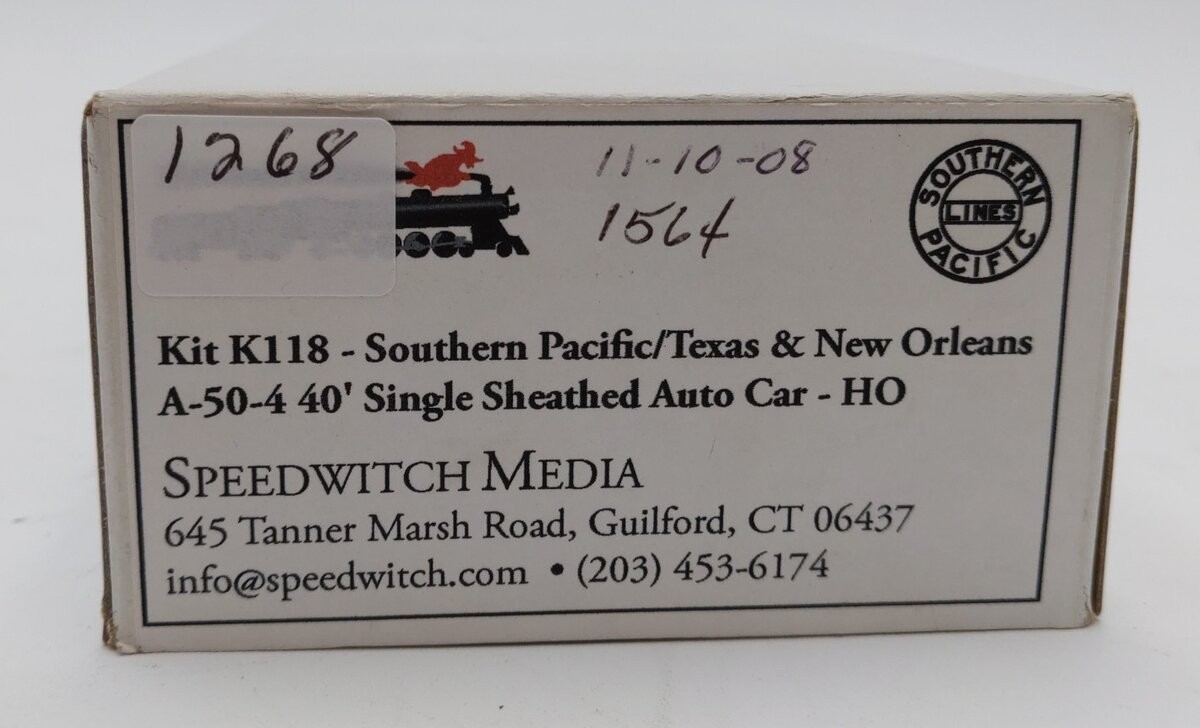 1268
11-10-08
1564
SOUTHERN
LINES
PACIFIC
Kit K118 - Southern Pacific/Texas & New Orleans
A-50-4 40' Single Sheathed Auto Car - HO
SPEEDWITCH MEDIA
645 Tanner Marsh Road, Guilford, CT 06437
info@speedwitch.com • (203) 453-6174